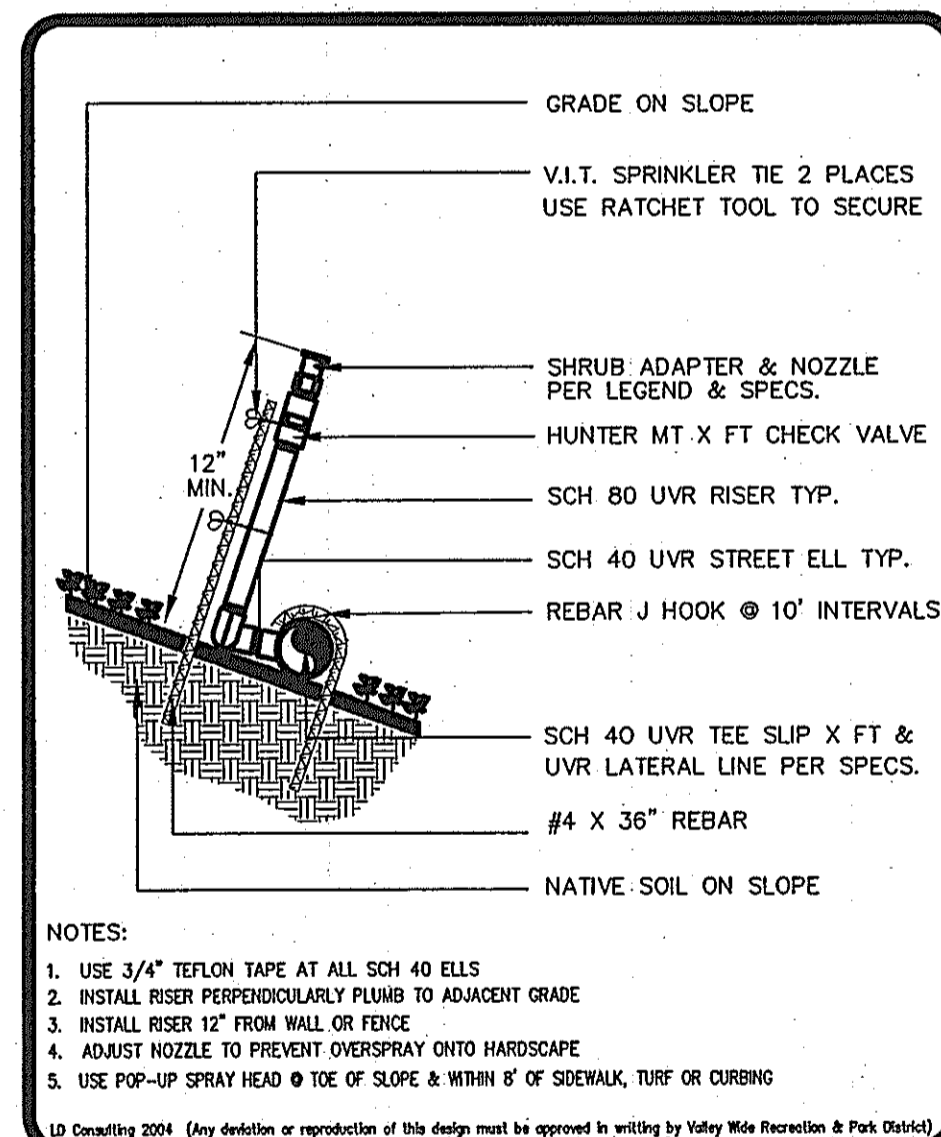 GRADE ON SLOPE
V.I.T. SPRINKLER TIE 2 PLACES
USE RATCHET TOOL TO SECURE
SHRUB ADAPTER & NOZZLE
PER LEGEND & SPECS.
HUNTER MT X FT CHECK VALVE
12"
MIN.
SCH 80 UVR RISER TYP.
SCH 40 UVR STREET ELL TYP.
REBAR J HOOK @ 10' INTERVALS
SCH 40 UVR TEE SLIP X FT &
UVR LATERAL LINE PER SPECS.
#4 X 36" REBAR
NATIVE SOIL ON SLOPE
NOTES:
1. USE 3/4" TEFLON TAPE AT ALL SCH 40 ELLS
2. INSTALL RISER PERPENDICULARLY PLUMB TO ADJACENT GRADE
3. INSTALL RISER 12" FROM WALL OR FENCE
4. ADJUST NOZZLE TO PREVENT OVERSPRAY ONTO HARDSCAPE
5. USE POP-UP SPRAY HEAD @ TOE OF SLOPE & WITHIN 8' OF SIDEWALK, TURF OR CURBING
LD Consulting 2004 (Any deviation or reproduction of this design must be approved in writting by Valley Wide Recreation & Park District)